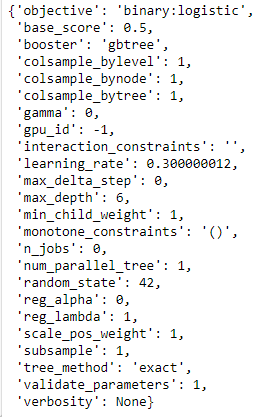 {'objective': 'binary:logistic',
'base_score': 0.5,
'booster': 'gbtree',
'colsample_bylevel': 1,
'colsample_bynode': 1,
'colsample_bytree': 1,
'gamma': 0,
'gpu_id': -1,
'interaction_constraints': '',
'learning_rate': 0.300000012,
'max_delta_step': 0,
'max_depth': 6,
'min_child_weight': 1,
'monotone_constraints': '()',
'n_jobs': 0,
'num_parallel_tree': 1,
'random_state': 42,
'reg_alpha': 0,
'reg_lambda': 1,
'scale_pos_weight': 1,
'subsample': 1,
'tree_method': 'exact',
'validate_parameters': 1,
'verbosity': None}